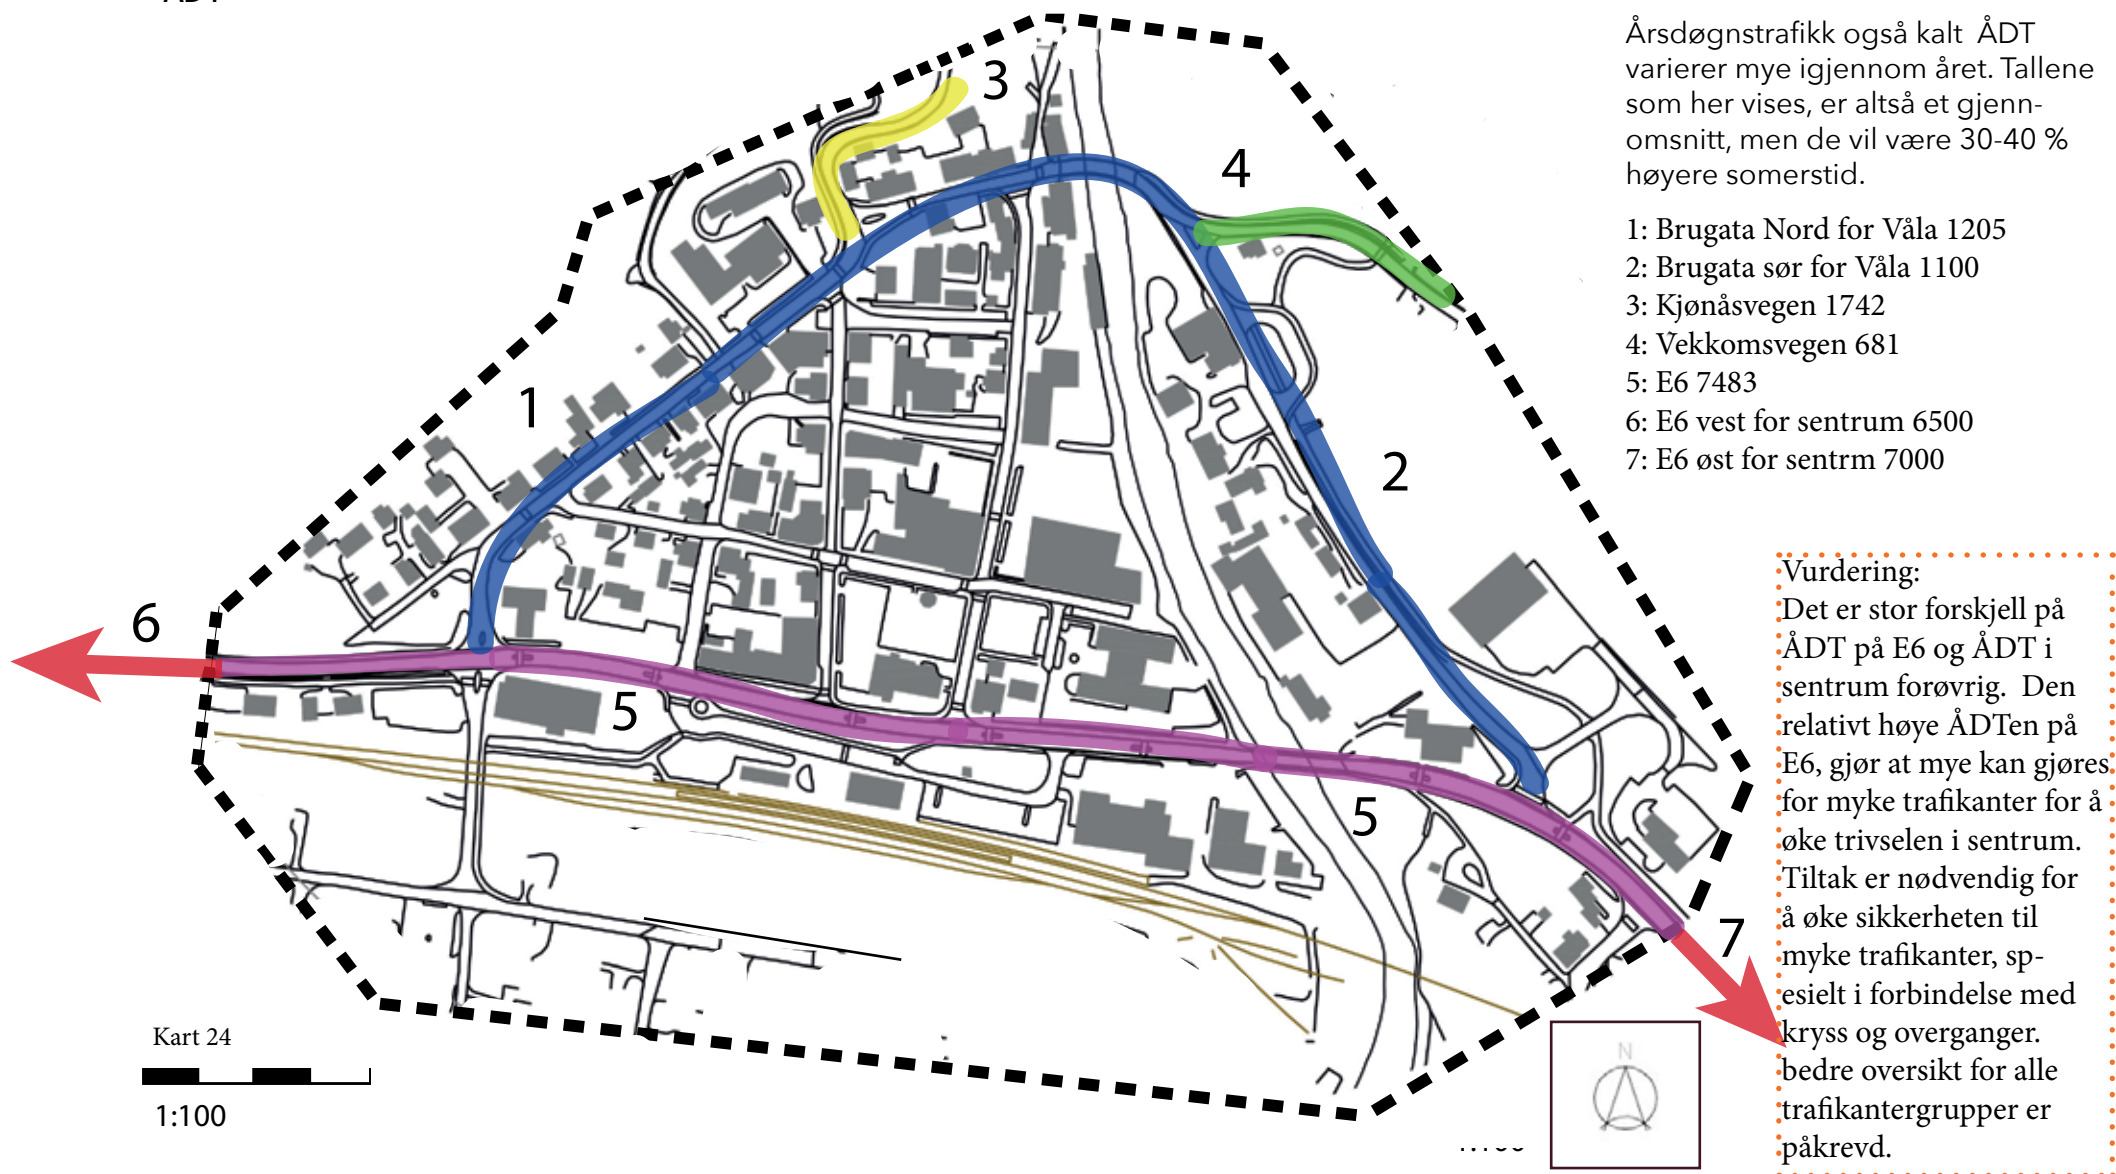 Årsdøgnstrafikk også kalt ÅDT
varierer mye igjennom året. Tallene
som her vises, er altså et gjenn-
omsnitt, men de vil være 30-40 %
høyere somerstid.
1: Brugata Nord for Våla 1205
2: Brugata sør for Våla 1100
3: Kjønåsvegen 1742
4: Vekkomsvegen 681
5: E6 7483
6: E6 vest for sentrum 6500
7: E6 øst for sentrm 7000
Vurdering:
Det er stor forskjell på
ÅDT på E6 og ÅDT i
sentrum forøvrig. Den
relativt høye ÅDTen på
E6, gjør at mye kan gjøres
for myke trafikanter for å
øke trivselen i sentrum.
Tiltak er nødvendig for
å øke sikkerheten til
myke trafikanter, sp-
esielt i forbindelse med
kryss og overganger.
bedre oversikt for alle
trafikantergrupper er
påkrevd.
3
4
1
2
6
5
5
7
Kart 24
1:100
N